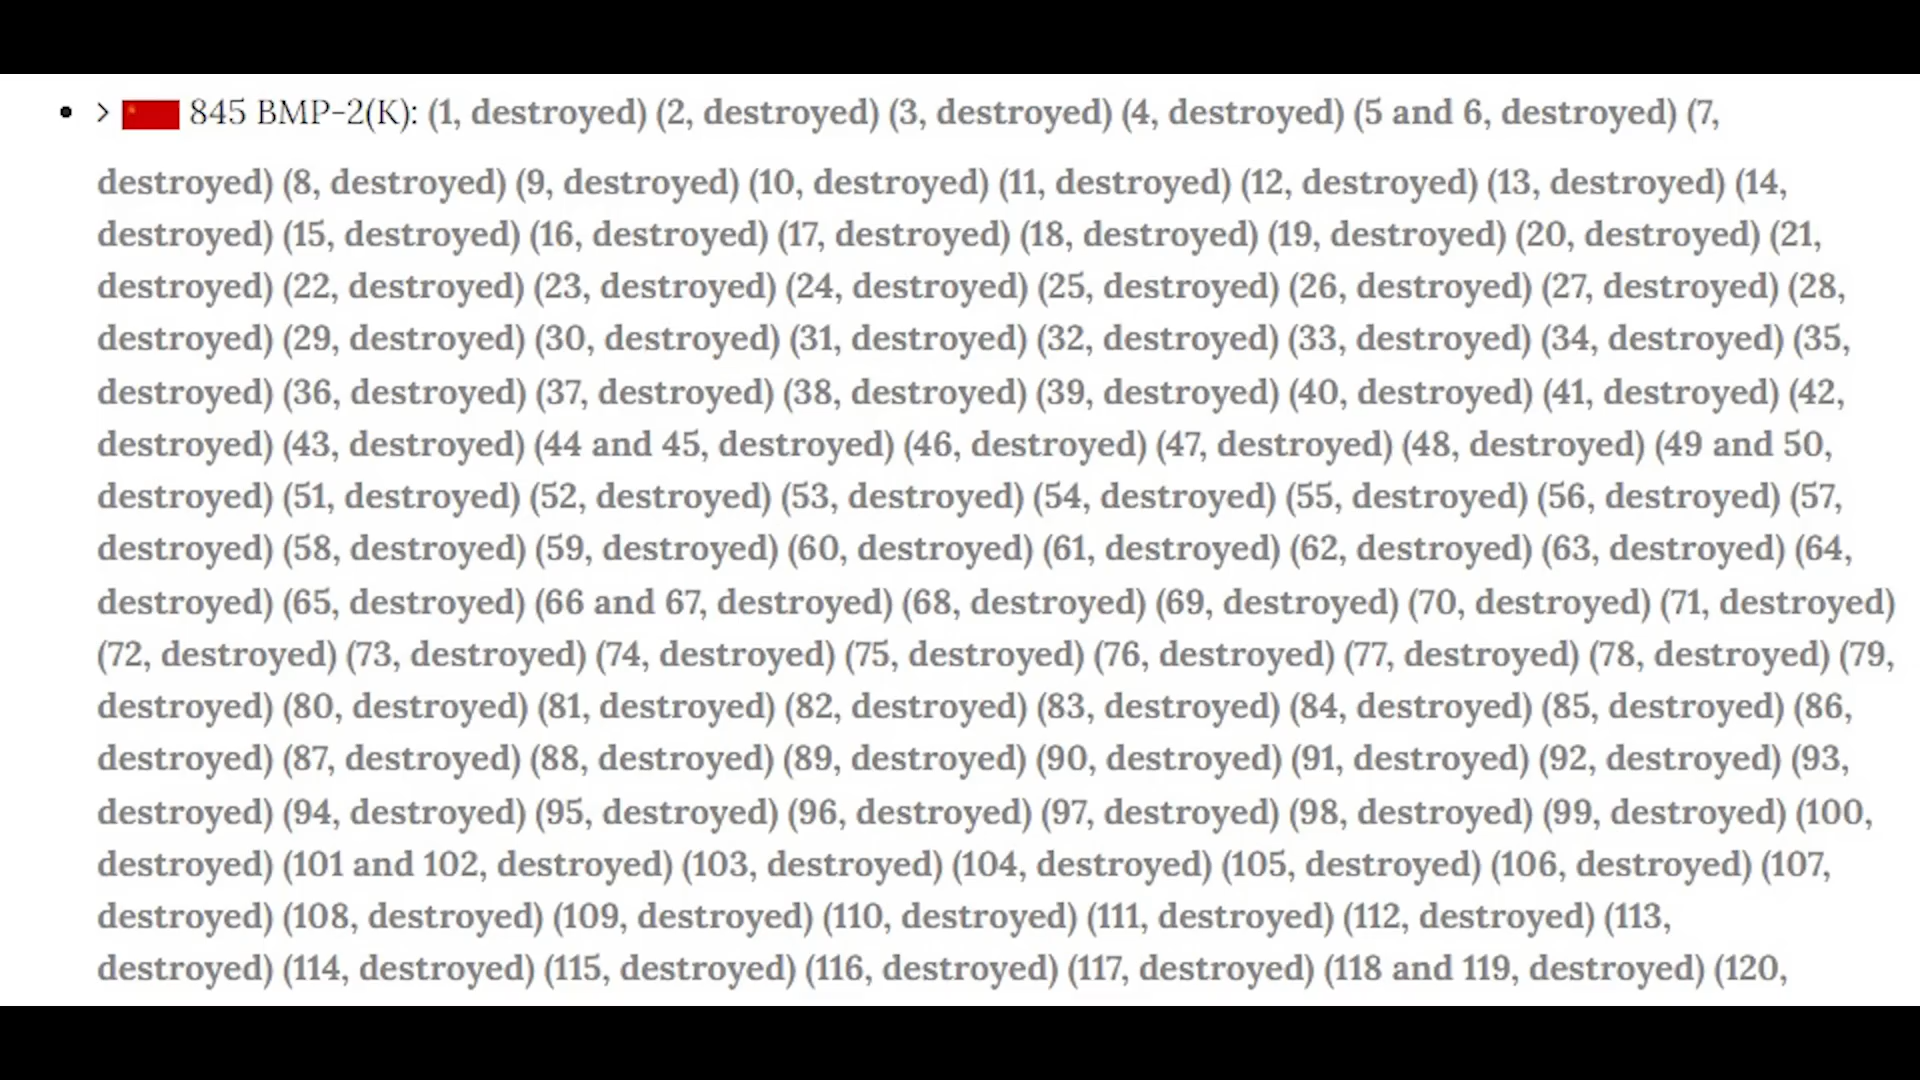 • > 845 BMP-2(K): (1, destroyed) (2, destroyed) (3, destroyed) (4, destroyed) (5 and 6, destroyed) (7,
destroyed) (8, destroyed) (9, destroyed) (10, destroyed) (11, destroyed) (12, destroyed) (13, destroyed) (14,
destroyed) (15, destroyed) (16, destroyed) (17, destroyed) (18, destroyed) (19, destroyed) (20, destroyed) (21,
destroyed) (22, destroyed) (23, destroyed) (24, destroyed) (25, destroyed) (26, destroyed) (27, destroyed) (28,
destroyed) (29, destroyed) (30, destroyed) (31, destroyed) (32, destroyed) (33, destroyed) (34, destroyed) (35,
destroyed) (36, destroyed) (37, destroyed) (38, destroyed) (39, destroyed) (40, destroyed) (41, destroyed) (42,
destroyed) (43, destroyed) (44 and 45, destroyed) (46, destroyed) (47, destroyed) (48, destroyed) (49 and 50,
destroyed) (51, destroyed) (52, destroyed) (53, destroyed) (54, destroyed) (55, destroyed) (56, destroyed) (57,
destroyed) (58, destroyed) (59, destroyed) (60, destroyed) (61, destroyed) (62, destroyed) (63, destroyed) (64,
destroyed) (65, destroyed) (66 and 67, destroyed) (68, destroyed) (69, destroyed) (70, destroyed) (71, destroyed)
(72, destroyed) (73, destroyed) (74, destroyed) (75, destroyed) (76, destroyed) (77, destroyed) (78, destroyed) (79,
destroyed) (80, destroyed) (81, destroyed) (82, destroyed) (83, destroyed) (84, destroyed) (85, destroyed) (86,
destroyed) (87, destroyed) (88, destroyed) (89, destroyed) (90, destroyed) (91, destroyed) (92, destroyed) (93,
destroyed) (94, destroyed) (95, destroyed) (96, destroyed) (97, destroyed) (98, destroyed) (99, destroyed) (100,
destroyed) (101 and 102, destroyed) (103, destroyed) (104, destroyed) (105, destroyed) (106, destroyed) (107,
destroyed) (108, destroyed) (109, destroyed) (110, destroyed) (111, destroyed) (112, destroyed) (113,
destroyed) (114, destroyed) (115, destroyed) (116, destroyed) (117, destroyed) (118 and 119, destroyed) (120,